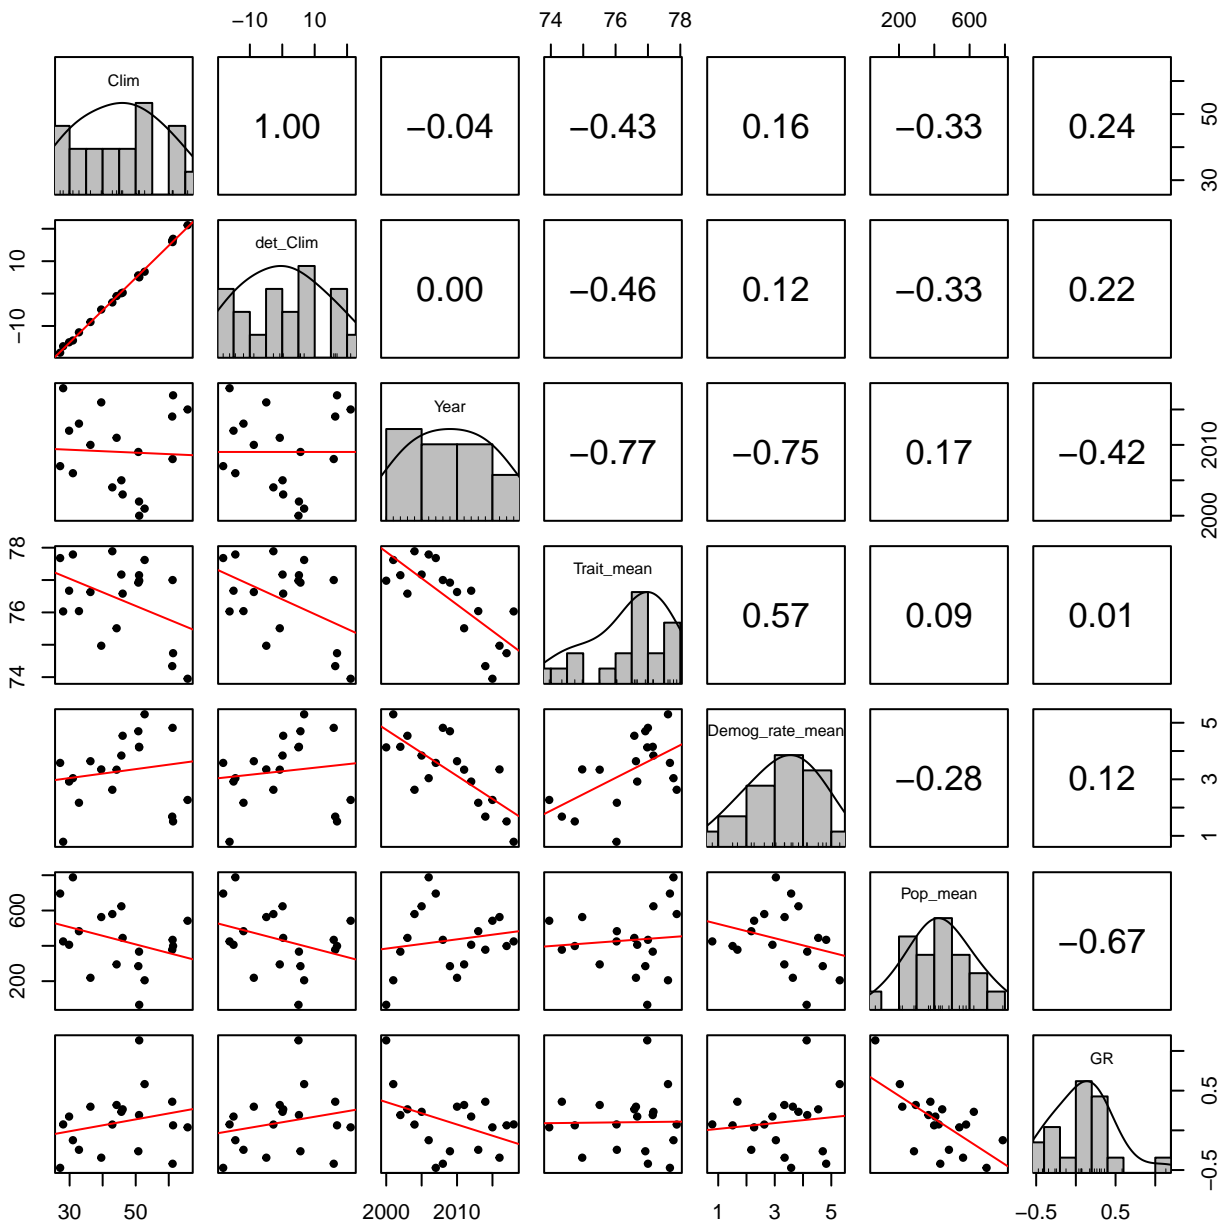 −10 10 74 76 78 200 600
Clim 1.00 −0.04 −0.43 0.16 −0.33 0.24 30 50
−10 10 det_Clim 0.00 −0.46 0.12 −0.33 0.22
Year −0.77 −0.75 0.17 −0.42 2000 2010
74 76 78 Trait_mean 0.57 0.09 0.01
Demog_rate_mean −0.28 0.12 1 3 5
200 600 Pop_mean −0.67
GR −0.5 0.5
30 50 2000 2010 1 3 5 −0.5 0.5